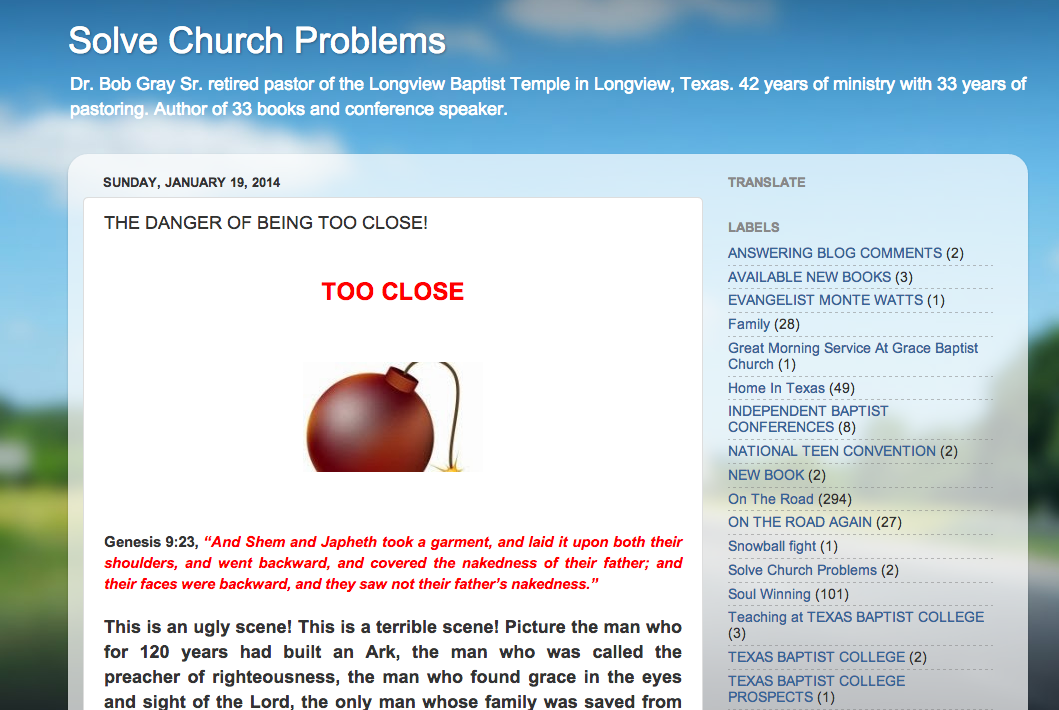 Solve Church Problems
Dr. Bob Gray Sr. retired pastor of the Longview Baptist Temple in Longview, Texas. 42 years of ministry with 33 years of
pastoring. Author of 33 books and conference speaker.
SUNDAY, JANUARY 19, 2014
THE DANGER OF BEING TOO CLOSE!
TOO CLOSE
Genesis 9:23, “And Shem and Japheth took a garment, and laid it upon both their
shoulders, and went backward, and covered the nakedness of their father; and
their faces were backward, and they saw not their father’s nakedness.”
This is an ugly scene! This is a terrible scene! Picture the man who
for 120 years had built an Ark, the man who was called the
preacher of righteousness, the man who found grace in the eyes
and sight of the Lord, the only man whose family was saved from
TRANSLATE
LABELS
ANSWERING BLOG COMMENTS (2)
AVAILABLE NEW BOOKS (3)
EVANGELIST MONTE WATTS (1)
Family (28)
Great Morning Service At Grace Baptist
Church (1)
Home In Texas (49)
INDEPENDENT BAPTIST
CONFERENCES (8)
NATIONAL TEEN CONVENTION (2)
NEW BOOK (2)
On The Road (294)
ON THE ROAD AGAIN (27)
Snowball fight (1)
Solve Church Problems (2)
Soul Winning (101)
Teaching at TEXAS BAPTIST COLLEGE
(3)
TEXAS BAPTIST COLLEGE (2)
TEXAS BAPTIST COLLEGE
PROSPECTS (1)